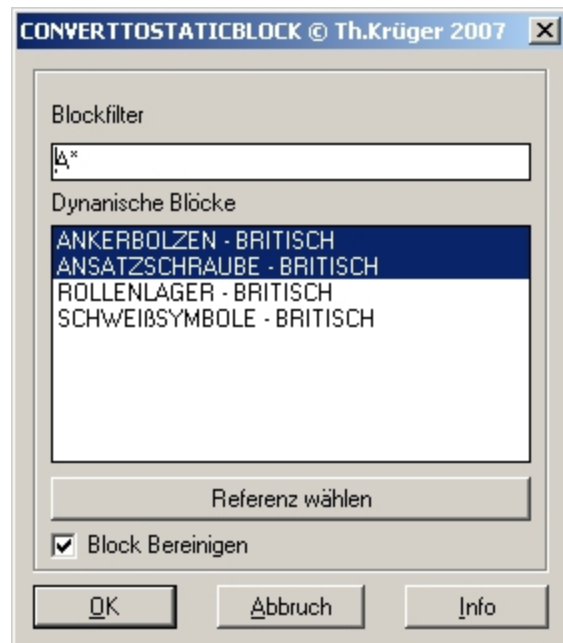 CONVERTTOSTATICBLOCK © Th.Krüger 2007
Blockfilter
A*
Dynanische Blöcke
ANKERBOLZEN - BRITISCH
ANSATZSCHRAUBE - BRITISCH
ROLLENLAGER - BRITISCH
SCHWEIßSYMBOLE - BRITISCH
Referenz wählen
Block Bereinigen
OK Abbruch Info